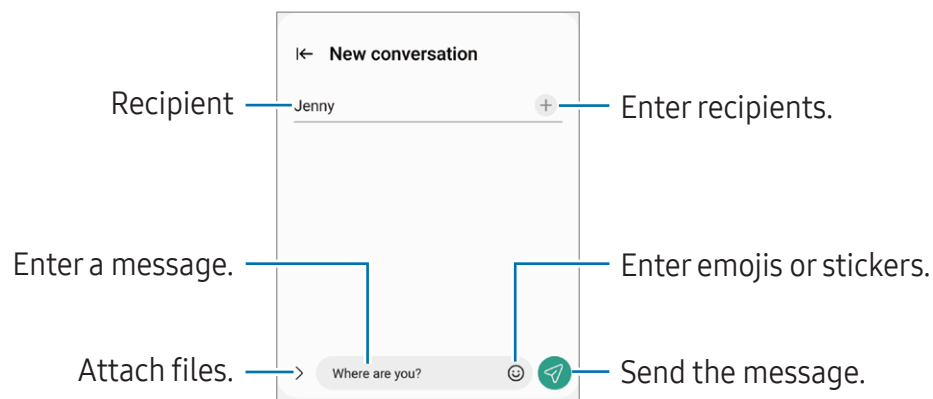 New conversation
Recipient
Jenny
Enter recipients.
Enter a message.
Enter emojis or stickers.
Attach files.
Where are you?
Send the message.